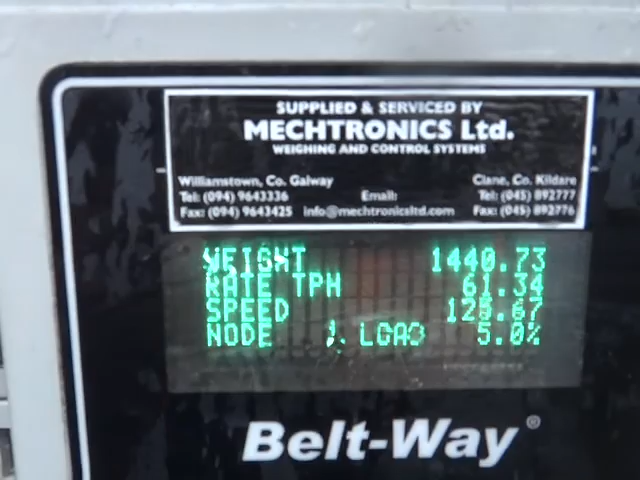 SUPPLIED & SERVICED BY
MECHTRONICS Ltd.
WEIGHING AND CONTROL SYSTEMS
Williamstown, Co. Galway
Clane, Co. Kildare
Tel: (094) 9643336
Email:
Tel: (045) 892777
Fax: (094) 9643425 info@mechtronicsltd.com Fax: (045) 892776
WEIGHT 1440.73
RATE TPH 61.34
SPEED
NODE 1 LOAD 5.0%
Belt-Way®